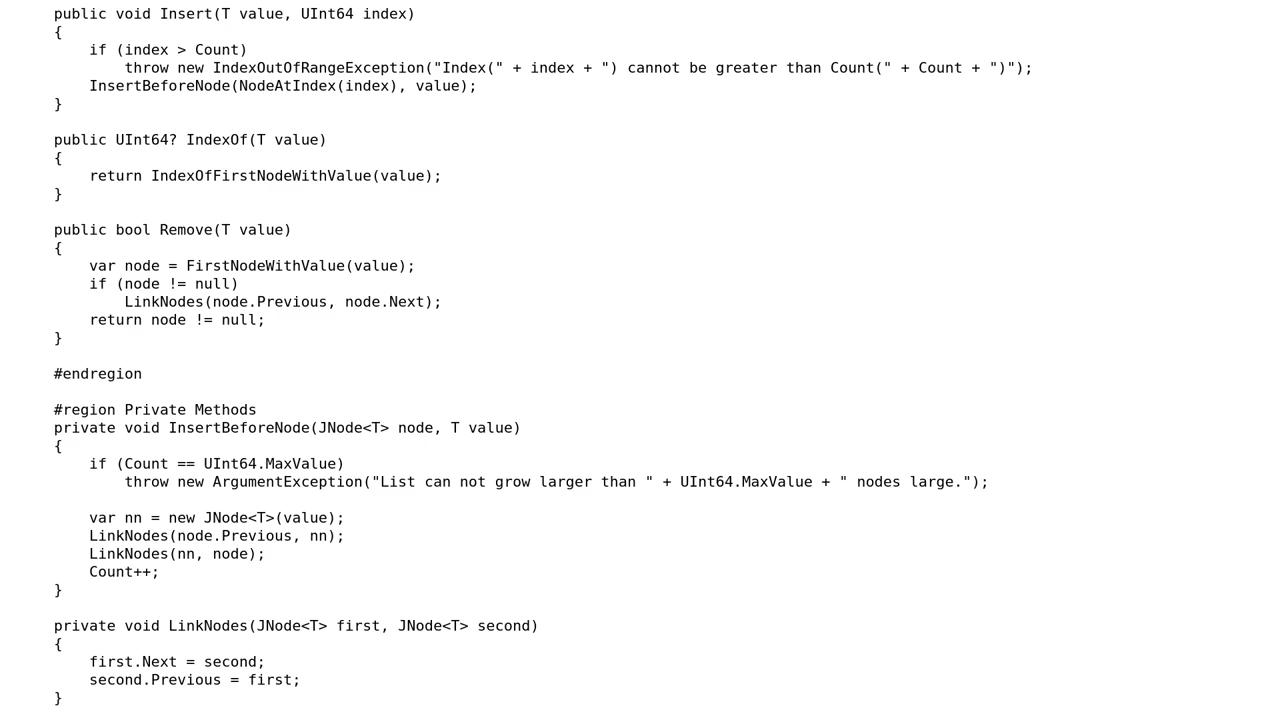 public void Insert(T value, UInt64 index)
{
    if (index > Count)
        throw new IndexOutOfRangeException("Index(" + index + ") cannot be greater than Count(" + Count + ")");
    InsertBeforeNode(NodeAtIndex(index), value);
}

public UInt64? IndexOf(T value)
{
    return IndexOfFirstNodeWithValue(value);
}

public bool Remove(T value)
{
    var node = FirstNodeWithValue(value);
    if (node != null)
        LinkNodes(node.Previous, node.Next);
    return node != null;
}

#endregion

#region Private Methods
private void InsertBeforeNode(JNode<T> node, T value)
{
    if (Count == UInt64.MaxValue)
        throw new ArgumentException("List can not grow larger than " + UInt64.MaxValue + " nodes large.");

    var nn = new JNode<T>(value);
    LinkNodes(node.Previous, nn);
    LinkNodes(nn, node);
    Count++;
}

private void LinkNodes(JNode<T> first, JNode<T> second)
{
    first.Next = second;
    second.Previous = first;
}